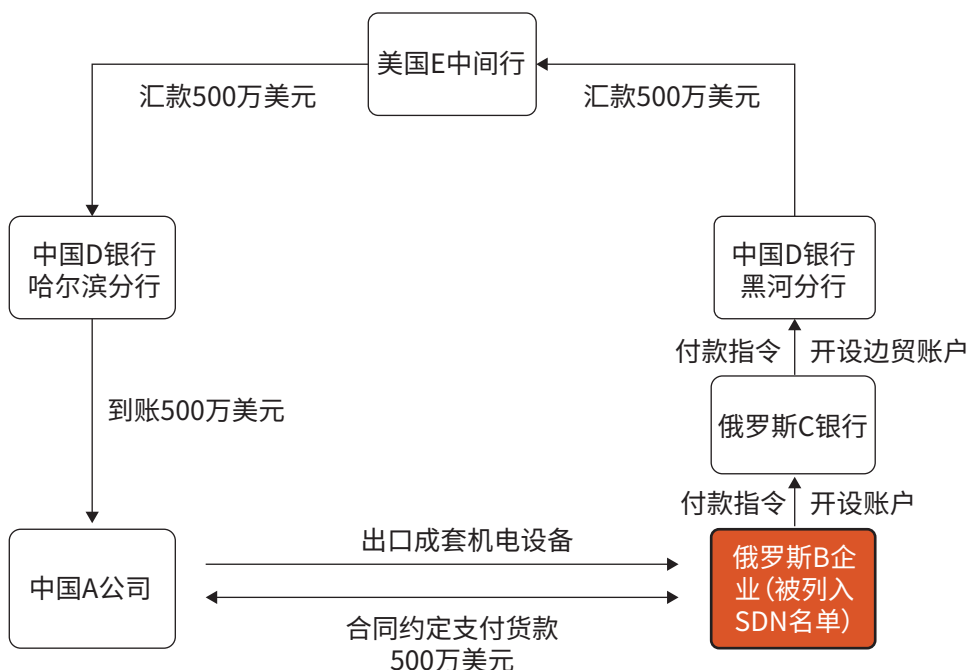 美国E中间行
汇款500万美元
汇款500万美元
中国D银行
哈尔滨分行
中国D银行
黑河分行
付款指令
开设边贸账户
到账500万美元
俄罗斯C银行
付款指令
开设账户
中国A公司
出口成套机电设备
合同约定支付货款
500万美元
俄罗斯B企
业（被列入
SDN名单）